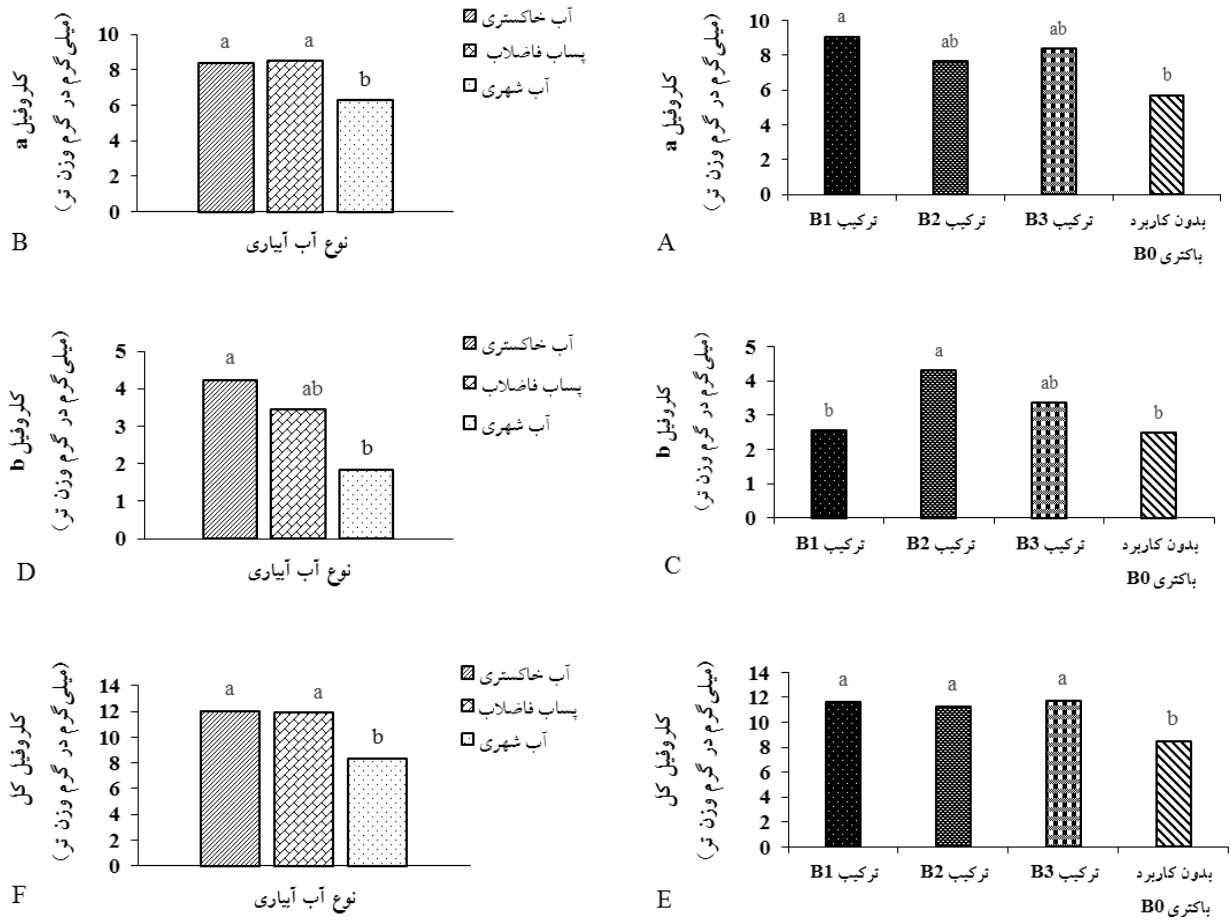 آب خاکستری
پساب فاضلاب
آب شهری
کلروفیل a
(میلی گرم در گرم وزن تر)
10
8
6
4
2
0
a
a
b
نوع آب آبیاری
B
کلروفیل a
(میلی گرم در گرم وزن تر)
10
8
6
4
2
0
a
ab
ab
b
ترکیب B1
ترکیب B2
ترکیب B3
بدون کاربرد
باکتری B0
A
آب خاکستری
پساب فاضلاب
آب شهری
کلروفیل b
(میلی گرم در گرم وزن تر)
5
4
3
2
1
0
a
ab
b
نوع آب آبیاری
D
کلروفیل b
(میلی گرم در گرم وزن تر)
5
4
3
2
1
0
b
a
ab
b
ترکیب B1
ترکیب B2
ترکیب B3
بدون کاربرد
باکتری B0
C
آب خاکستری
پساب فاضلاب
آب شهری
کلروفیل کل
(میلی گرم در گرم وزن تر)
14
12
10
8
6
4
2
0
a
a
b
نوع آب آبیاری
F
کلروفیل کل
(میلی گرم در گرم وزن تر)
14
12
10
8
6
4
2
0
a
a
a
b
ترکیب B1
ترکیب B2
ترکیب B3
بدون کاربرد
باکتری B0
E